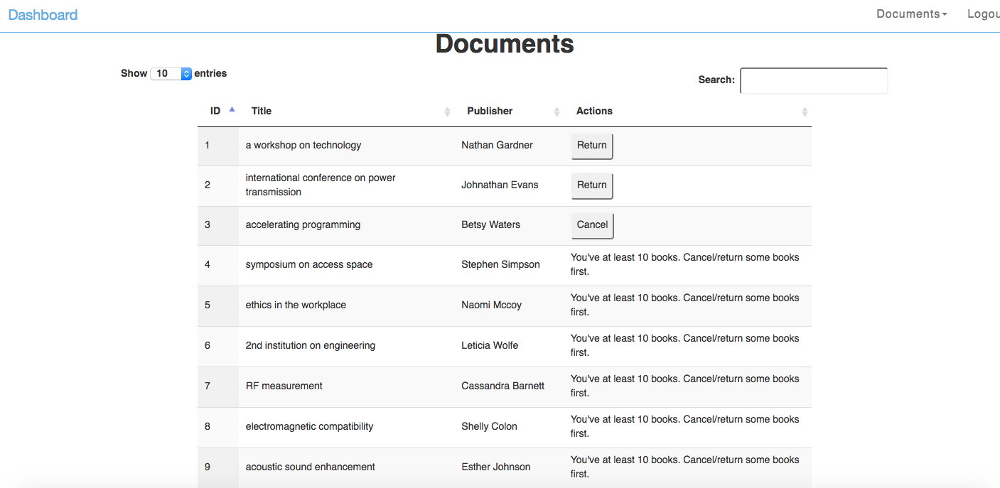 Dashboard
Documents
Logou
Documents
Show 10 entries
Search:
ID Title Publisher Actions
1 a workshop on technology Nathan Gardner Return
2 international conference on power transmission Johnathan Evans Return
3 accelerating programming Betsy Waters Cancel
4 symposium on access space Stephen Simpson You've at least 10 books. Cancel/return some books first.
5 ethics in the workplace Naomi Mccoy You've at least 10 books. Cancel/return some books first.
6 2nd institution on engineering Leticia Wolfe You've at least 10 books. Cancel/return some books first.
7 RF measurement Cassandra Barnett You've at least 10 books. Cancel/return some books first.
8 electromagnetic compatibility Shelly Colon You've at least 10 books. Cancel/return some books first.
9 acoustic sound enhancement Esther Johnson You've at least 10 books. Cancel/return some books first.